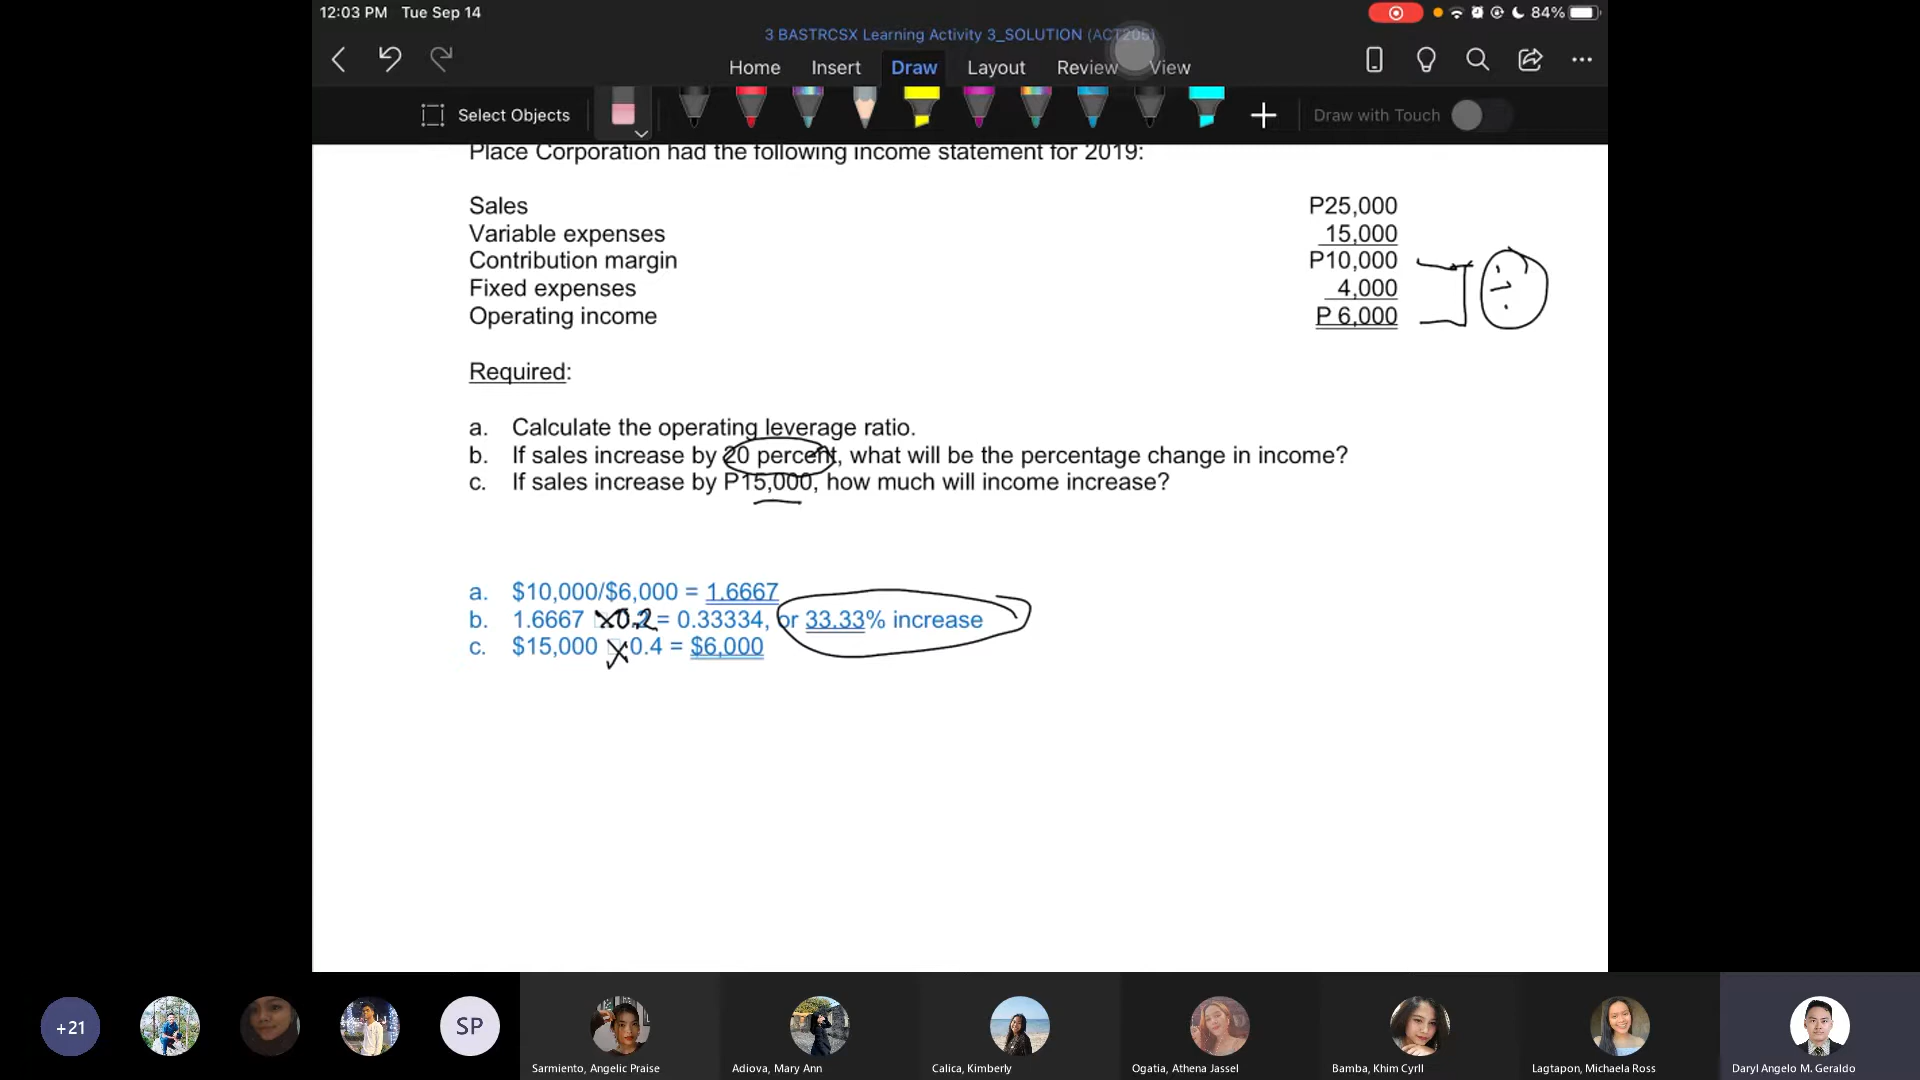 12:03 PM Tue Sep 14
84%
3 BASTRCSX Learning Activity 3_SOLUTION (ACT205)
Home Insert Draw Layout Review View
Select Objects
Draw with Touch
Place Corporation had the following income statement for 2019:
Sales P25,000
Variable expenses 15,000
Contribution margin P10,000
Fixed expenses 4,000
Operating income P 6,000
Required:
a. Calculate the operating leverage ratio.
b. If sales increase by 20 percent, what will be the percentage change in income?
c. If sales increase by P15,000, how much will income increase?
a. $10,000/$6,000 = 1.6667
b. 1.6667 x0.2 = 0.33334, or 33.33% increase
c. $15,000 x 0.4 = $6,000
+21
SP
Sarmiento, Angelic Praise
Adiova, Mary Ann
Calica, Kimberly
Ogatia, Athena Jassel
Bamba, Khim Cyrll
Lagtapon, Michaela Ross
Daryl Angelo M. Geraldo